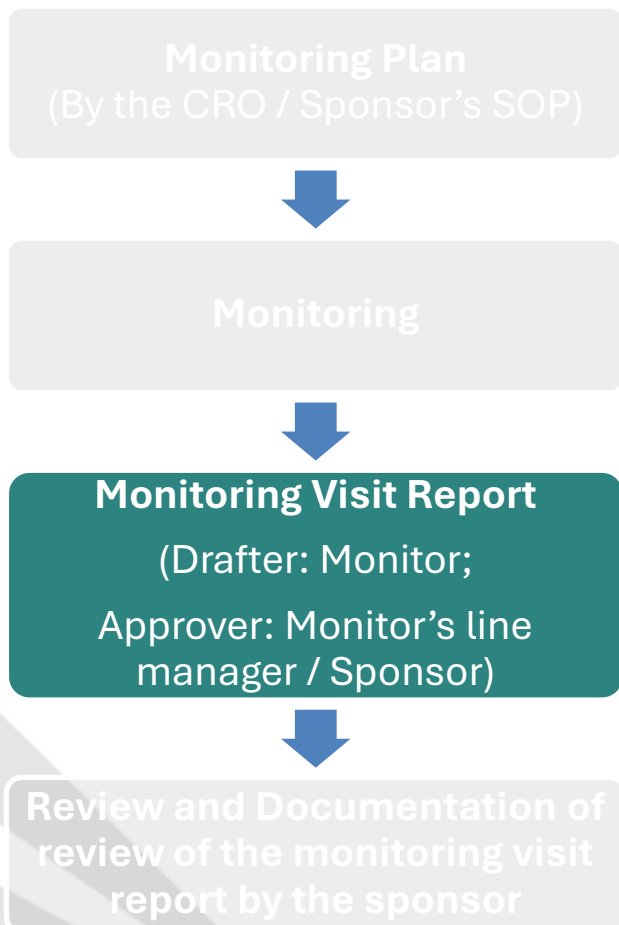 Monitoring Plan
(By the CRO / Sponsor's SOP)
Monitoring
Monitoring Visit Report
(Drafter: Monitor;
Approver: Monitor's line
manager / Sponsor)
Review and Documentation of
review of the monitoring visit
report by the sponsor